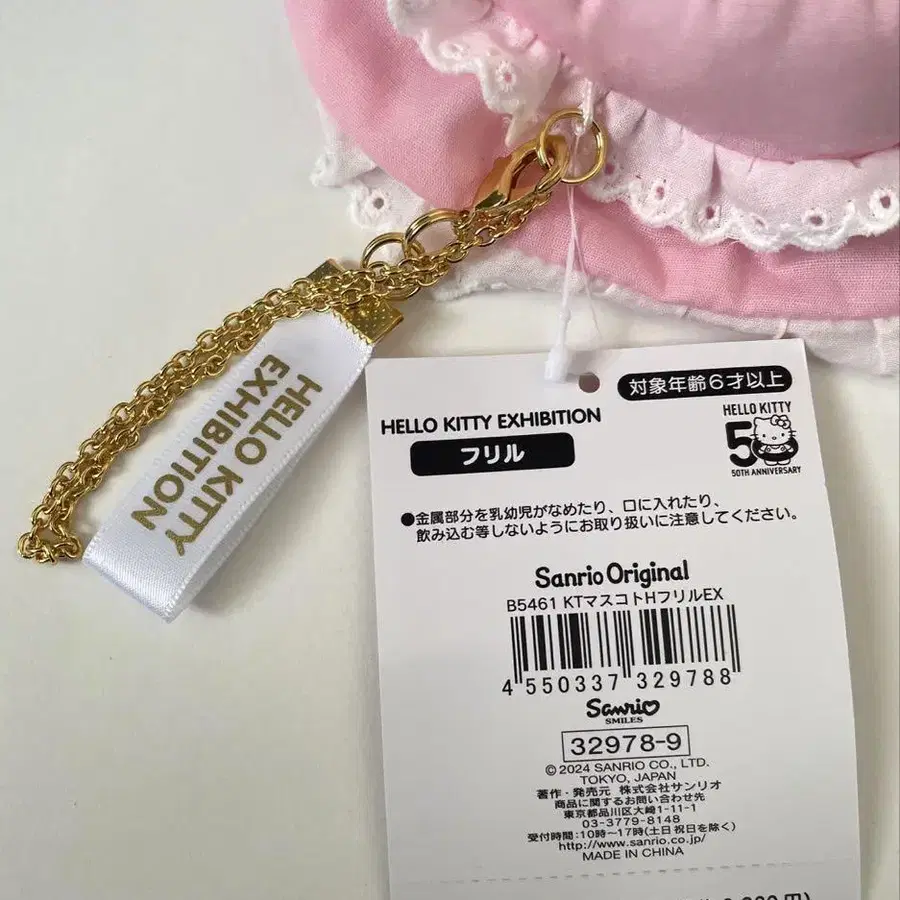 HELLO KITTY
EXHIBITION
対象年齢6才以上
HELLO KITTY EXHIBITION
フリル
HELLO KITTY
50
50TH ANNIVERSARY
●金属部分を乳幼児がなめたり、口に入れたり、
飲み込む等しないようにお取り扱いに注意してください。
Sanrio Original
B5461 KTマスコトHフリルEX
4 550337 329788
Sanrio
SMILES
32978-9
© 2024 SANRIO CO., LTD.
TOKYO, JAPAN
著作・発売元 株式会社サンリオ
商品に関するお問い合わせ先
東京都品川区大崎1-11-1
03-3779-8148
受付時間:10時〜17時(土日祝日を除く)
http://www.sanrio.co.jp/
MADE IN CHINA
円)